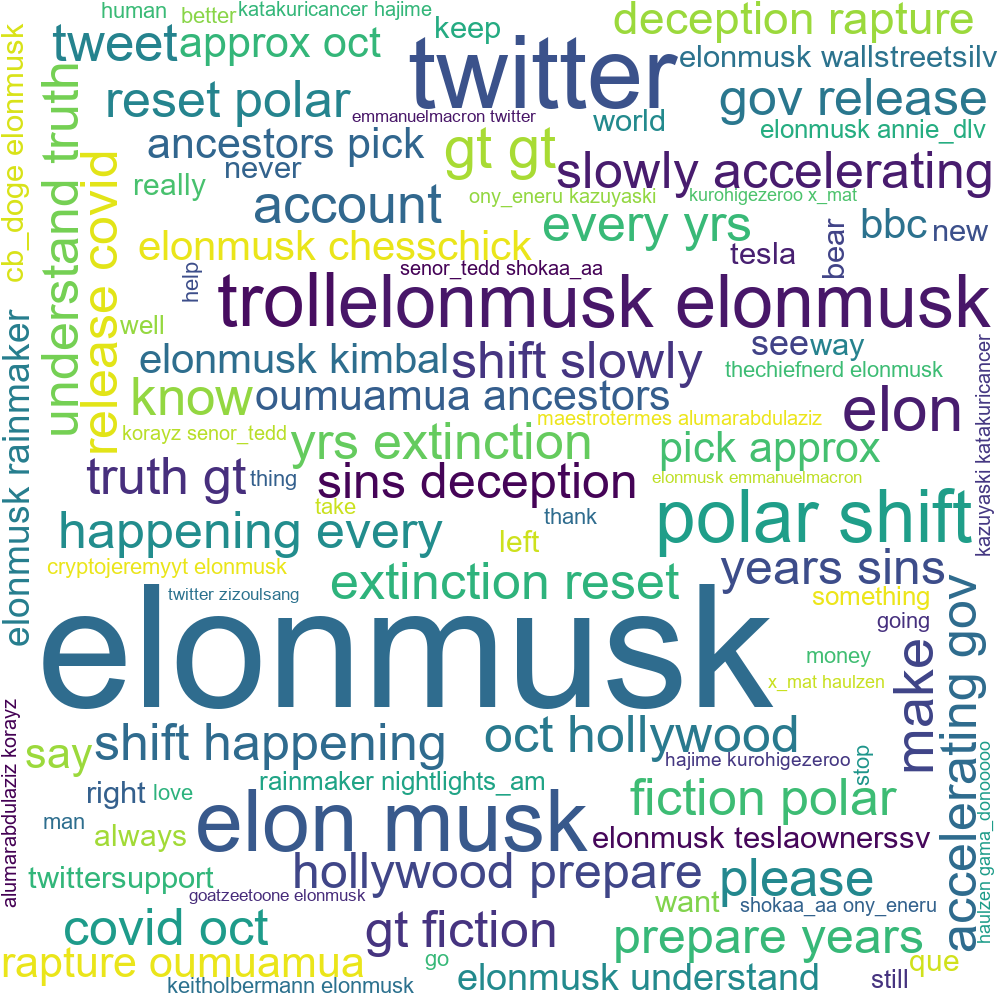 human
better
katakuricancer hajime
deception rapture
tweet
approx oct
keep
twitter
elonmusk wallstreetsilv
cb_doge elonmusk
reset polar
gov release
emmanuelmacron twitter
world
elonmusk annie_dlv
understand truth
ancestors pick
gt gt
slowly accelerating
never
really
release covid
account
ony_eneru kazuyaski
kurohigezeroo x_mat
every yrs
bbc
new
elonmusk chesschick
tesla
bear
help
senor_tedd shokaa_aa
troll
elonmusk elonmusk
well
elonmusk rainmaker
elonmusk kimbal
shift slowly
see
way
thechiefnerd elonmusk
know
oumuamua ancestors
elon
maestrotermes alumarabdulaziz
kazuyaski katakuricancer
korayz senor_tedd
yrs extinction
pick approx
truth gt
thing
sins deception
elonmusk emmanuelmacron
take
thank
happening every
left
polar shift
cryptojeremyyt elonmusk
extinction reset
years sins
elonmusk
twitter zizoulsang
something
going
money
make
accelerating gov
x_mat haulzen
alumarabdulaziz korayz
say
shift happening
oct hollywood
hajime kurohigezeroo
stop
haulzen gama_donooooo
right
love
rainmaker nightlights_am
fiction polar
man
always
elon musk
elonmusk teslaownerssv
twittersupport
hollywood prepare
please
goatzeetoone elonmusk
want
shokaa_aa ony_eneru
covid oct
gt fiction
prepare years
rapture oumuamua
go
que
keitholbermann elonmusk
elonmusk understand
still